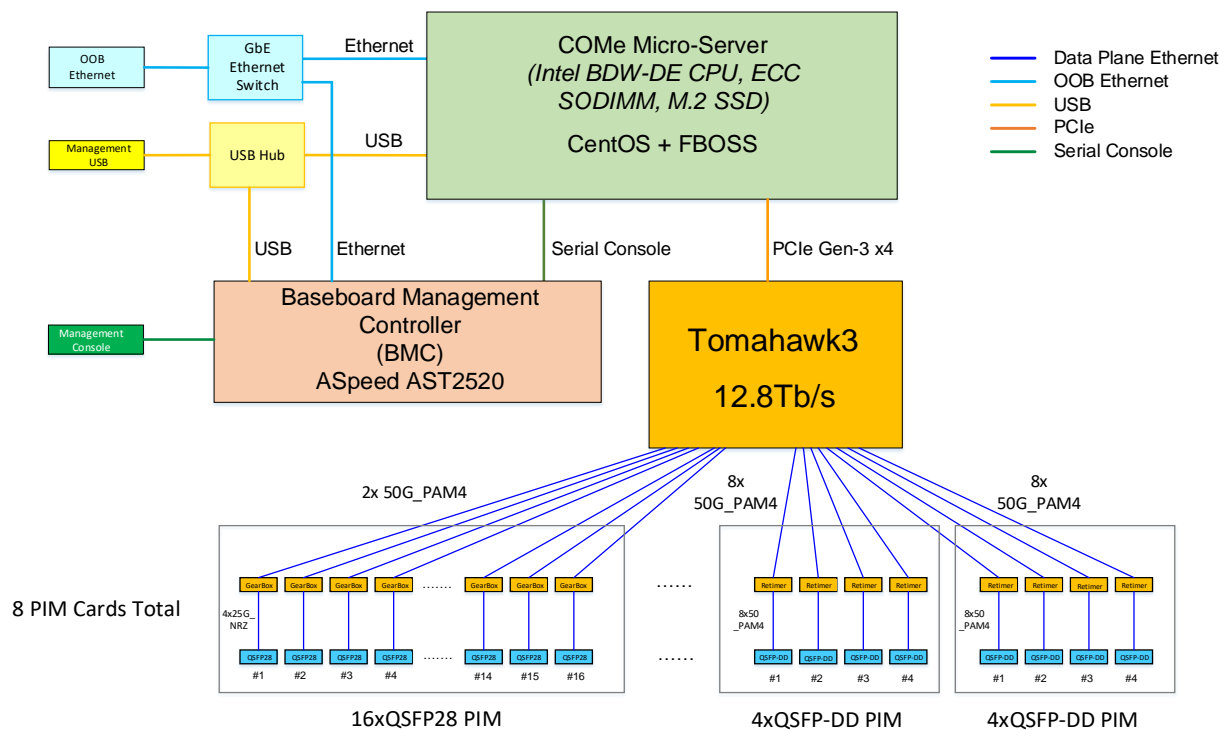 OOB
Ethernet
GbE
Ethernet
Switch
Ethernet
COMe Micro-Server
(Intel BDW-DE CPU, ECC
SODIMM, M.2 SSD)
CentOS + FBOSS
Data Plane Ethernet
OOB Ethernet
USB
PCIe
Serial Console
Management
USB
USB Hub
USB
USB
Ethernet
Serial Console
PCIe Gen-3 x4
Management
Console
Baseboard Management
Controller
(BMC)
ASpeed AST2520
Tomahawk3
12.8Tb/s
2x 50G_PAM4
8x
50G_PAM4
8x
50G_PAM4
8 PIM Cards Total
GearBox GearBox GearBox GearBox ....... GearBox GearBox GearBox
4x25G_
NRZ
QSFP28 QSFP28 QSFP28 QSFP28 ....... QSFP28 QSFP28 QSFP28
#1 #2 #3 #4 #14 #15 #16
16xQSFP28 PIM
......
......
Retimer Retimer Retimer Retimer
8x50
_PAM4
QSFP-DD QSFP-DD QSFP-DD QSFP-DD
#1 #2 #3 #4
4xQSFP-DD PIM
Retimer Retimer Retimer Retimer
8x50
_PAM4
QSFP-DD QSFP-DD QSFP-DD QSFP-DD
#1 #2 #3 #4
4xQSFP-DD PIM